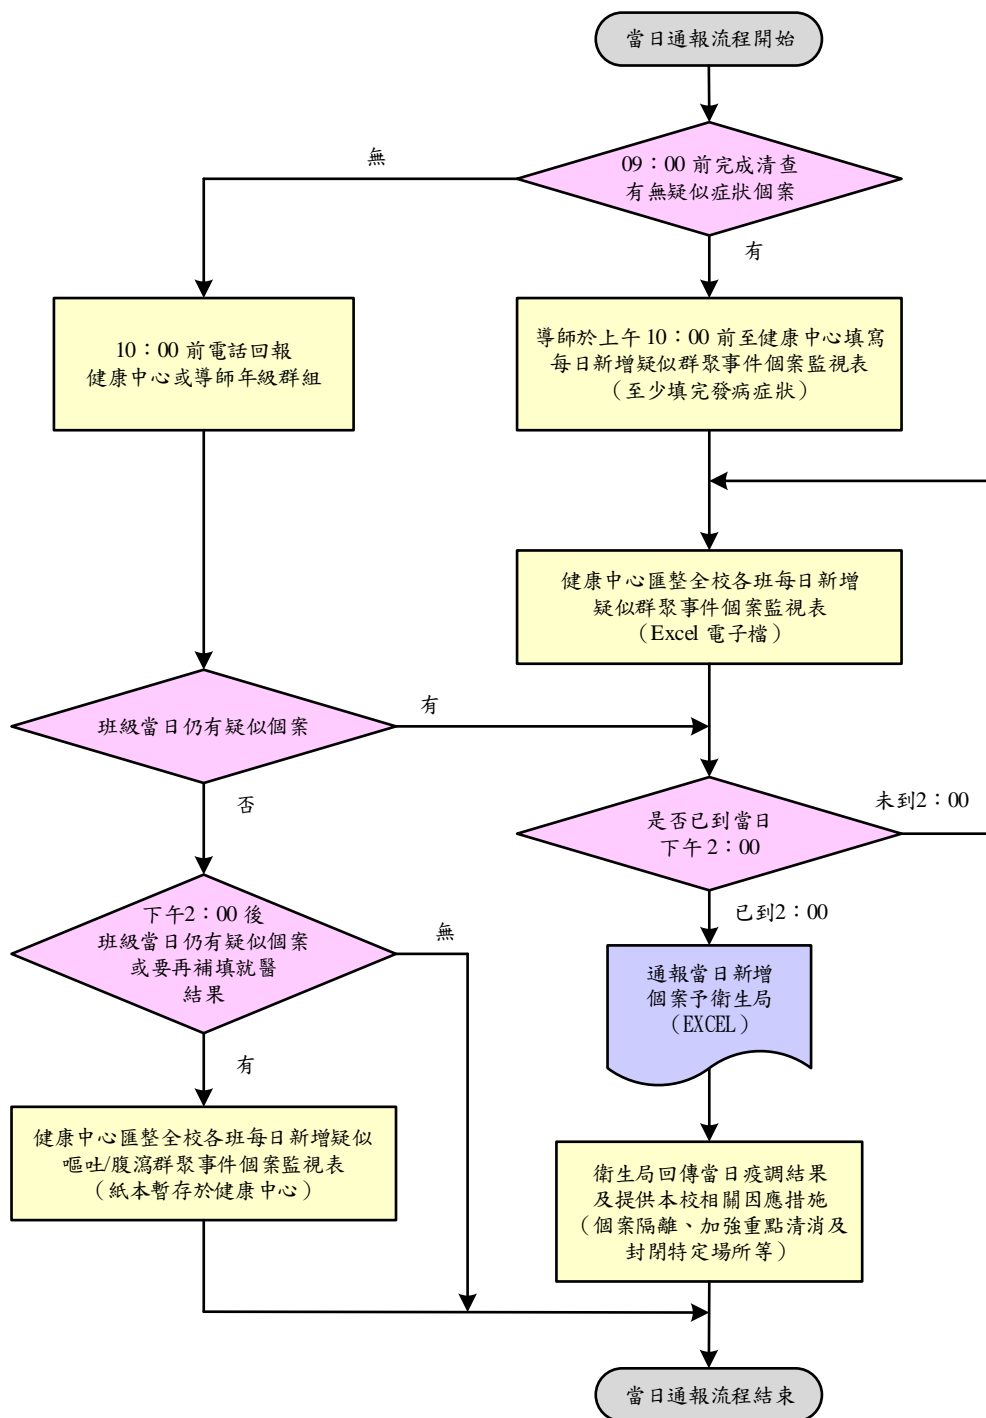 當日通報流程開始
09：00 前完成清查
有無疑似症狀個案
無
有
10：00 前電話回報
健康中心或導師年級群組
導師於上午 10：00 前至健康中心填寫
每日新增疑似群聚事件個案監視表
（至少填完發病症狀）
健康中心匯整全校各班每日新增
疑似群聚事件個案監視表
（Excel 電子檔）
班級當日仍有疑似個案
有
否
是否已到當日
下午 2：00
未到2：00
已到2：00
下午2：00 後
班級當日仍有疑似個案
或要再補填就醫
結果
無
有
通報當日新增
個案予衛生局
（EXCEL）
健康中心匯整全校各班每日新增疑似
嘔吐/腹瀉群聚事件個案監視表
（紙本暫存於健康中心）
衛生局回傳當日疫調結果
及提供本校相關因應措施
（個案隔離、加強重點清消及
封閉特定場所等）
當日通報流程結束